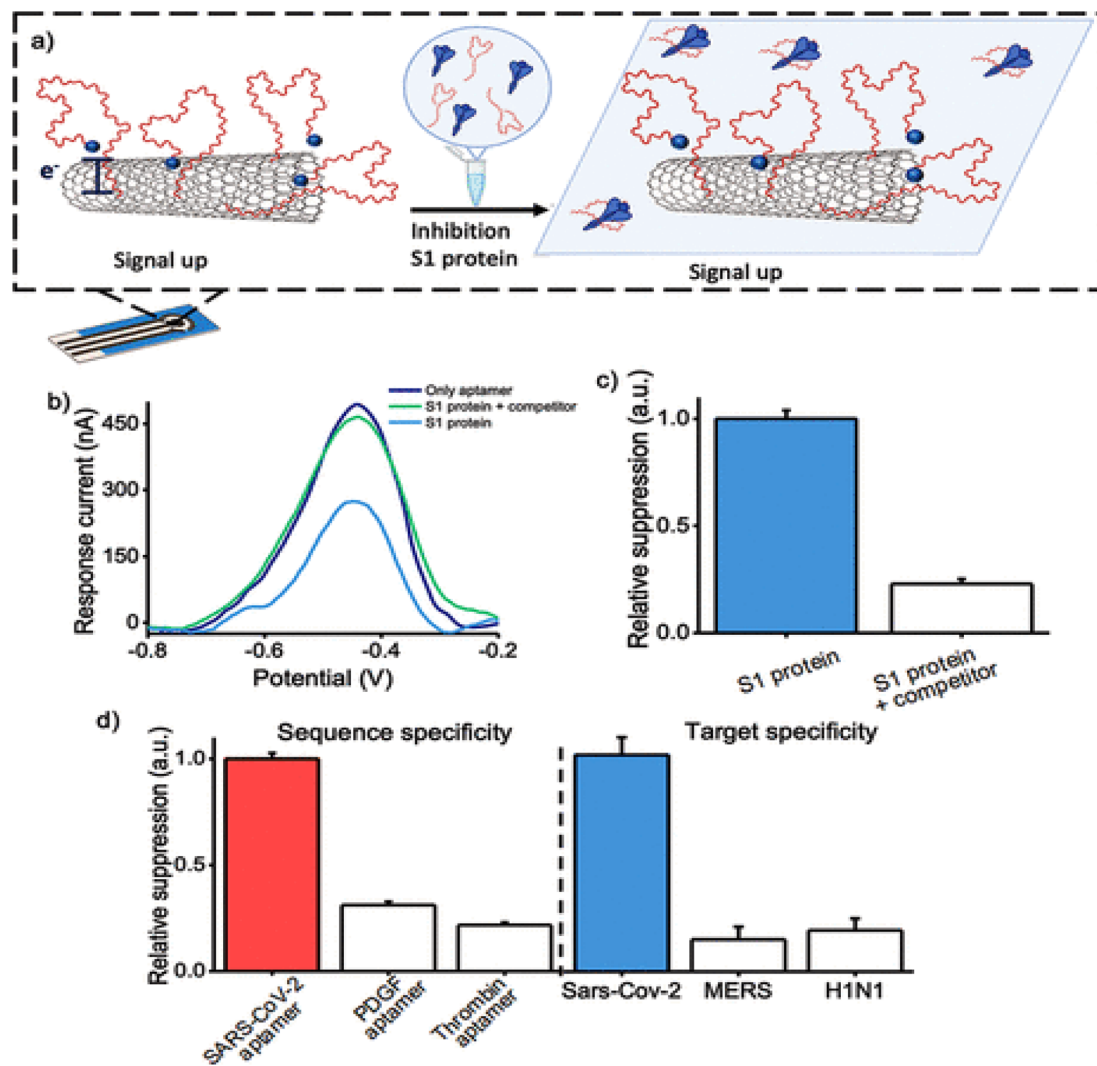 a)
e-
Signal up
Inhibition
S1 protein
Signal up
b)
Only aptamer
S1 protein + competitor
S1 protein
Response current (nA)
450
300
150
0
-0.8
-0.6
-0.4
-0.2
Potential (V)
c)
Relative suppression (a.u.)
1.0
0.5
0.0
S1 protein
S1 protein
+ competitor
d)
Sequence specificity
Target specificity
Relative suppression (a.u.)
1.0
0.5
0.0
SARS-CoV-2
aptamer
PDGF
aptamer
Thrombin
aptamer
Sars-Cov-2
MERS
H1N1